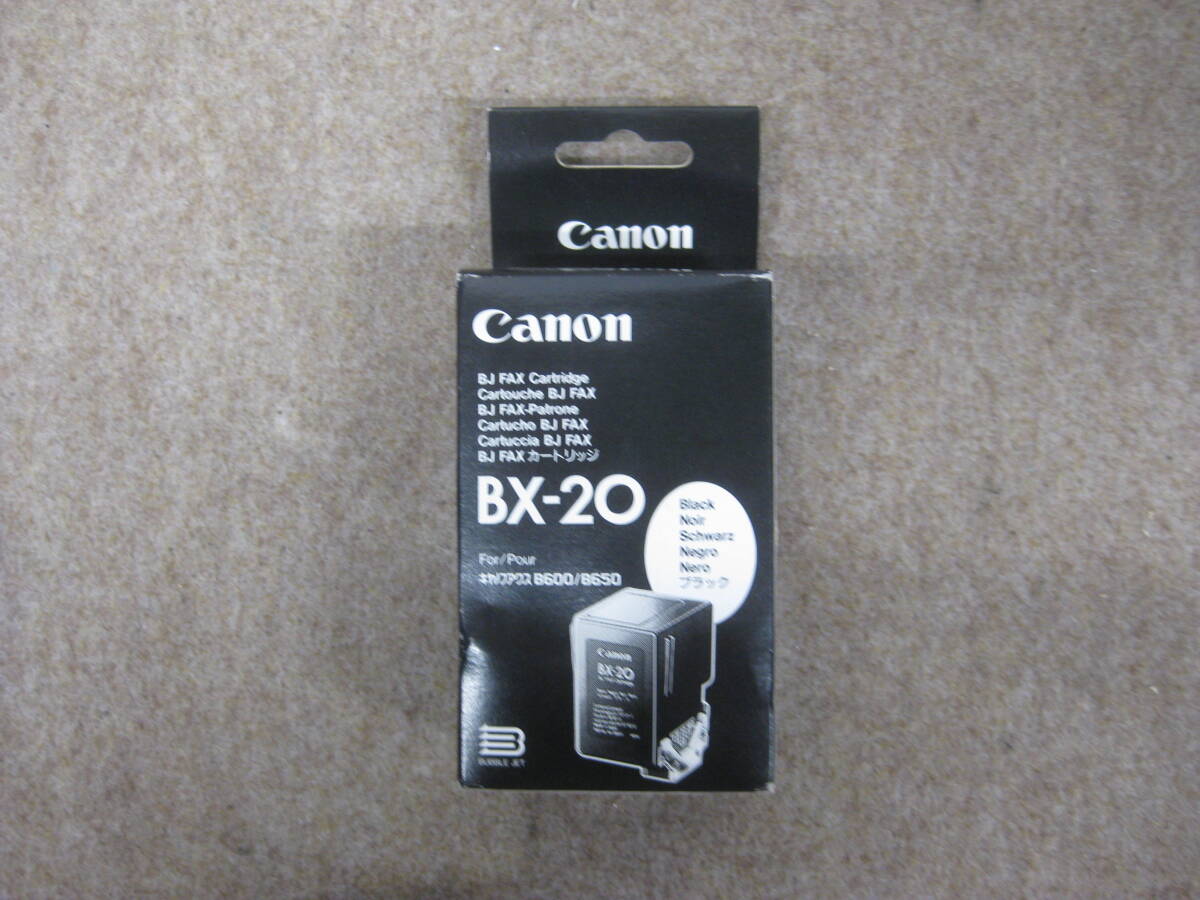 Canon
Canon
BJ FAX Cartridge
Cartouche BJ FAX
BJ FAX-Patrone
Cartucho BJ FAX
Cartuccia BJ FAX
BJ FAX カートリッジ
BX-20
Black
Noir
Schwarz
Negro
Nero
ブラック
For/Pour
キヤノファクス B600/B650
Canon
BX-20
BUBBLE JET